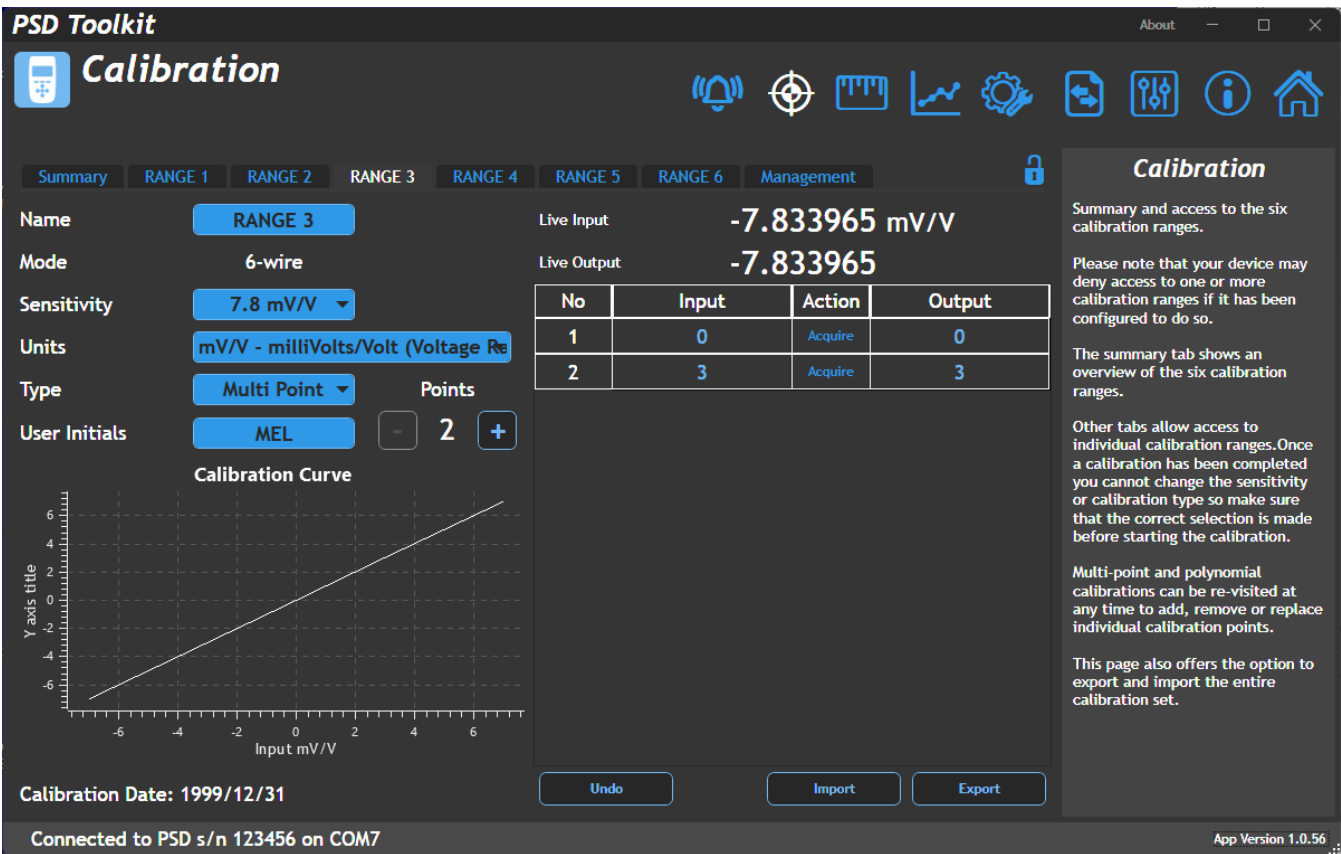 PSD Toolkit
About
Calibration
Summary RANGE 1 RANGE 2 RANGE 3 RANGE 4 RANGE 5 RANGE 6 Management
Name RANGE 3
Mode 6-wire
Sensitivity 7.8 mV/V
Units mV/V - milliVolts/Volt (Voltage Ra
Type Multi Point Points
User Initials MEL - 2 +
Calibration Curve
6
4
2
0
-2
-4
-6
Y axis title
-6 -4 -2 0 2 4 6
Input mV/V
Calibration Date: 1999/12/31
Live Input -7.833965 mV/V
Live Output -7.833965
No Input Action Output
1 0 Acquire 0
2 3 Acquire 3
Undo Import Export
Calibration
Summary and access to the six
calibration ranges.
Please note that your device may
deny access to one or more
calibration ranges if it has been
configured to do so.
The summary tab shows an
overview of the six calibration
ranges.
Other tabs allow access to
individual calibration ranges.Once
a calibration has been completed
you cannot change the sensitivity
or calibration type so make sure
that the correct selection is made
before starting the calibration.
Multi-point and polynomial
calibrations can be re-visited at
any time to add, remove or replace
individual calibration points.
This page also offers the option to
export and import the entire
calibration set.
Connected to PSD s/n 123456 on COM7
App Version 1.0.56